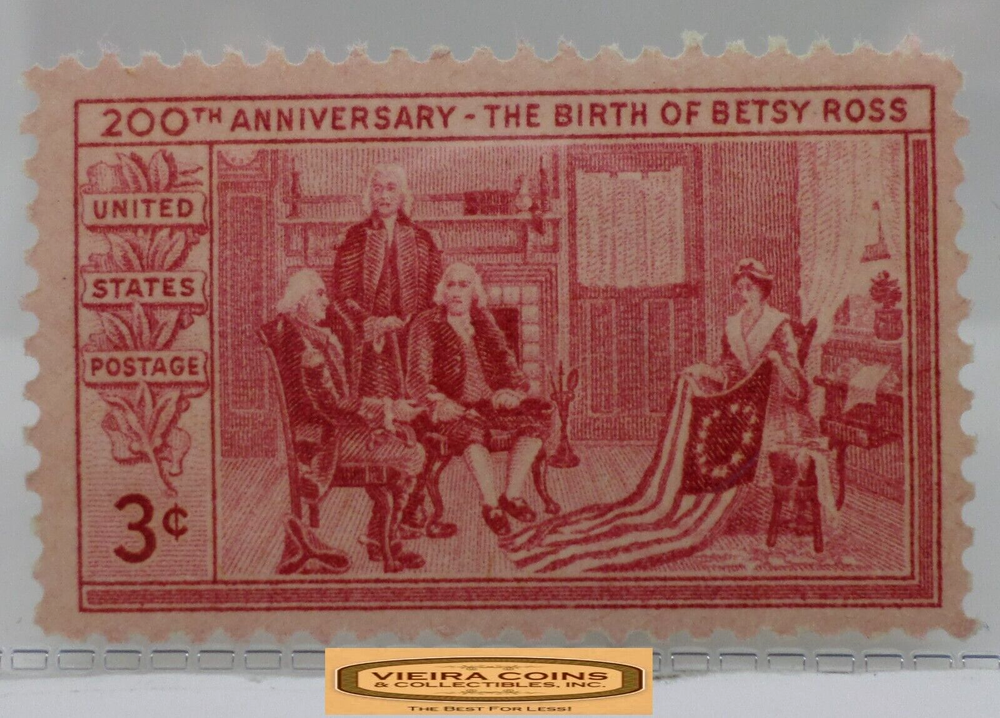 200TH ANNIVERSARY - THE BIRTH OF BETSY ROSS
UNITED
STATES
POSTAGE
3¢
VIEIRA COINS
& COLLECTIBLES, INC.
THE BEST FOR LESS!